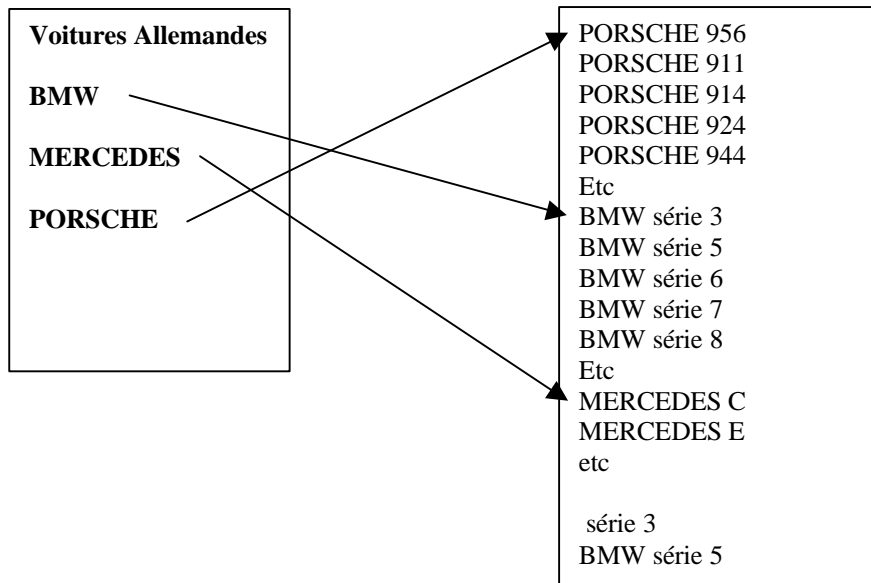 Voitures Allemandes
BMW
MERCEDES
PORSCHE
PORSCHE 956
PORSCHE 911
PORSCHE 914
PORSCHE 924
PORSCHE 944
Etc
BMW série 3
BMW série 5
BMW série 6
BMW série 7
BMW série 8
Etc
MERCEDES C
MERCEDES E
etc
série 3
BMW série 5